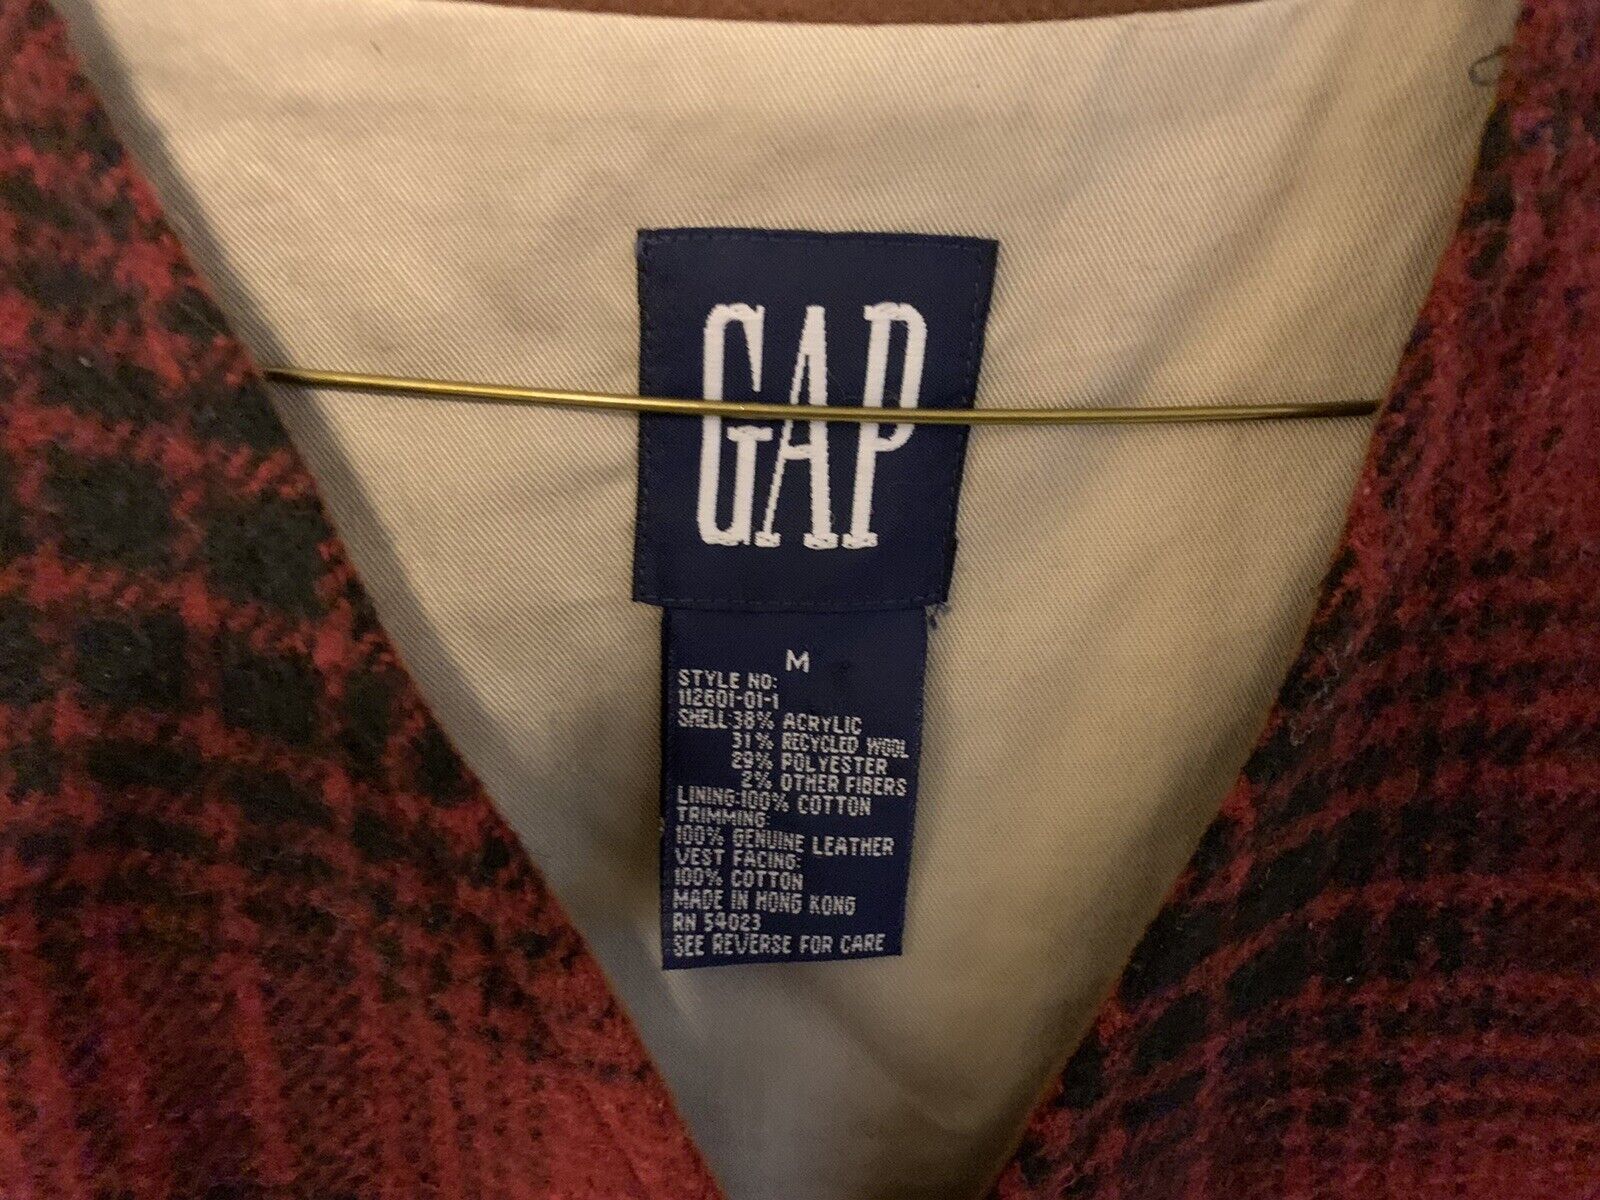 GAP
M
STYLE NO:
112601-01-1
SHELL:38% ACRYLIC
31% RECYCLED WOOL
29% POLYESTER
2% OTHER FIBERS
LINING:100% COTTON
TRIMMING:
100% GENUINE LEATHER
VEST FACING:
100% COTTON
MADE IN HONG KONG
RN 54023
SEE REVERSE FOR CARE